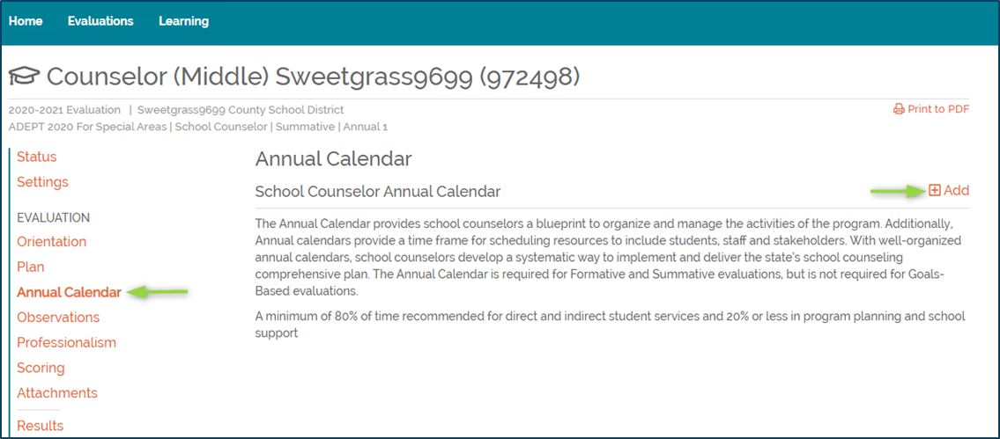 Home Evaluations Learning
Counselor (Middle) Sweetgrass9699 (972498)
2020-2021 Evaluation | Sweetgrass9699 County School District
Print to PDF
ADEPT 2020 For Special Areas | School Counselor | Summative | Annual 1
Status
Settings
EVALUATION
Orientation
Plan
Annual Calendar
Observations
Professionalism
Scoring
Attachments
Results
Annual Calendar
School Counselor Annual Calendar
Add
The Annual Calendar provides school counselors a blueprint to organize and manage the activities of the program. Additionally,
Annual calendars provide a time frame for scheduling resources to include students, staff and stakeholders. With well-organized
annual calendars, school counselors develop a systematic way to implement and deliver the state's school counseling
comprehensive plan. The Annual Calendar is required for Formative and Summative evaluations, but is not required for Goals-
Based evaluations.
A minimum of 80% of time recommended for direct and indirect student services and 20% or less in program planning and school
support